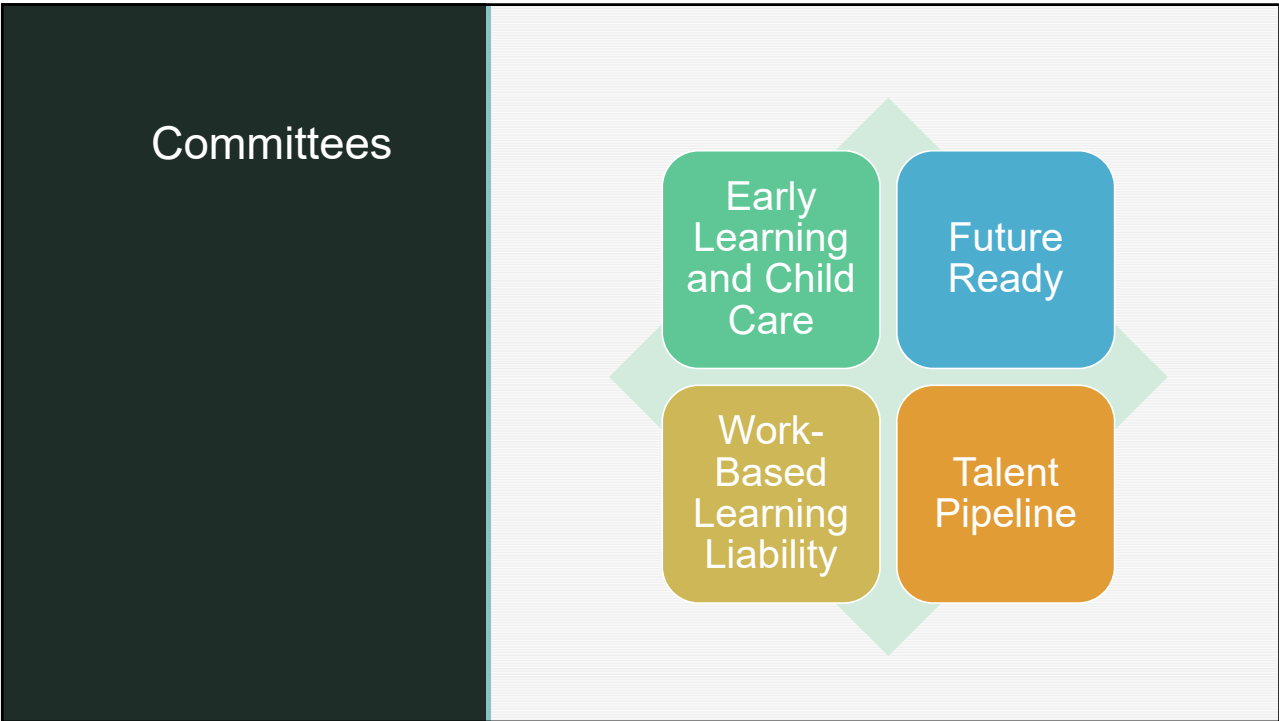 Committees
Early
Learning
and Child
Care
Future
Ready
Work-
Based
Learning
Liability
Talent
Pipeline